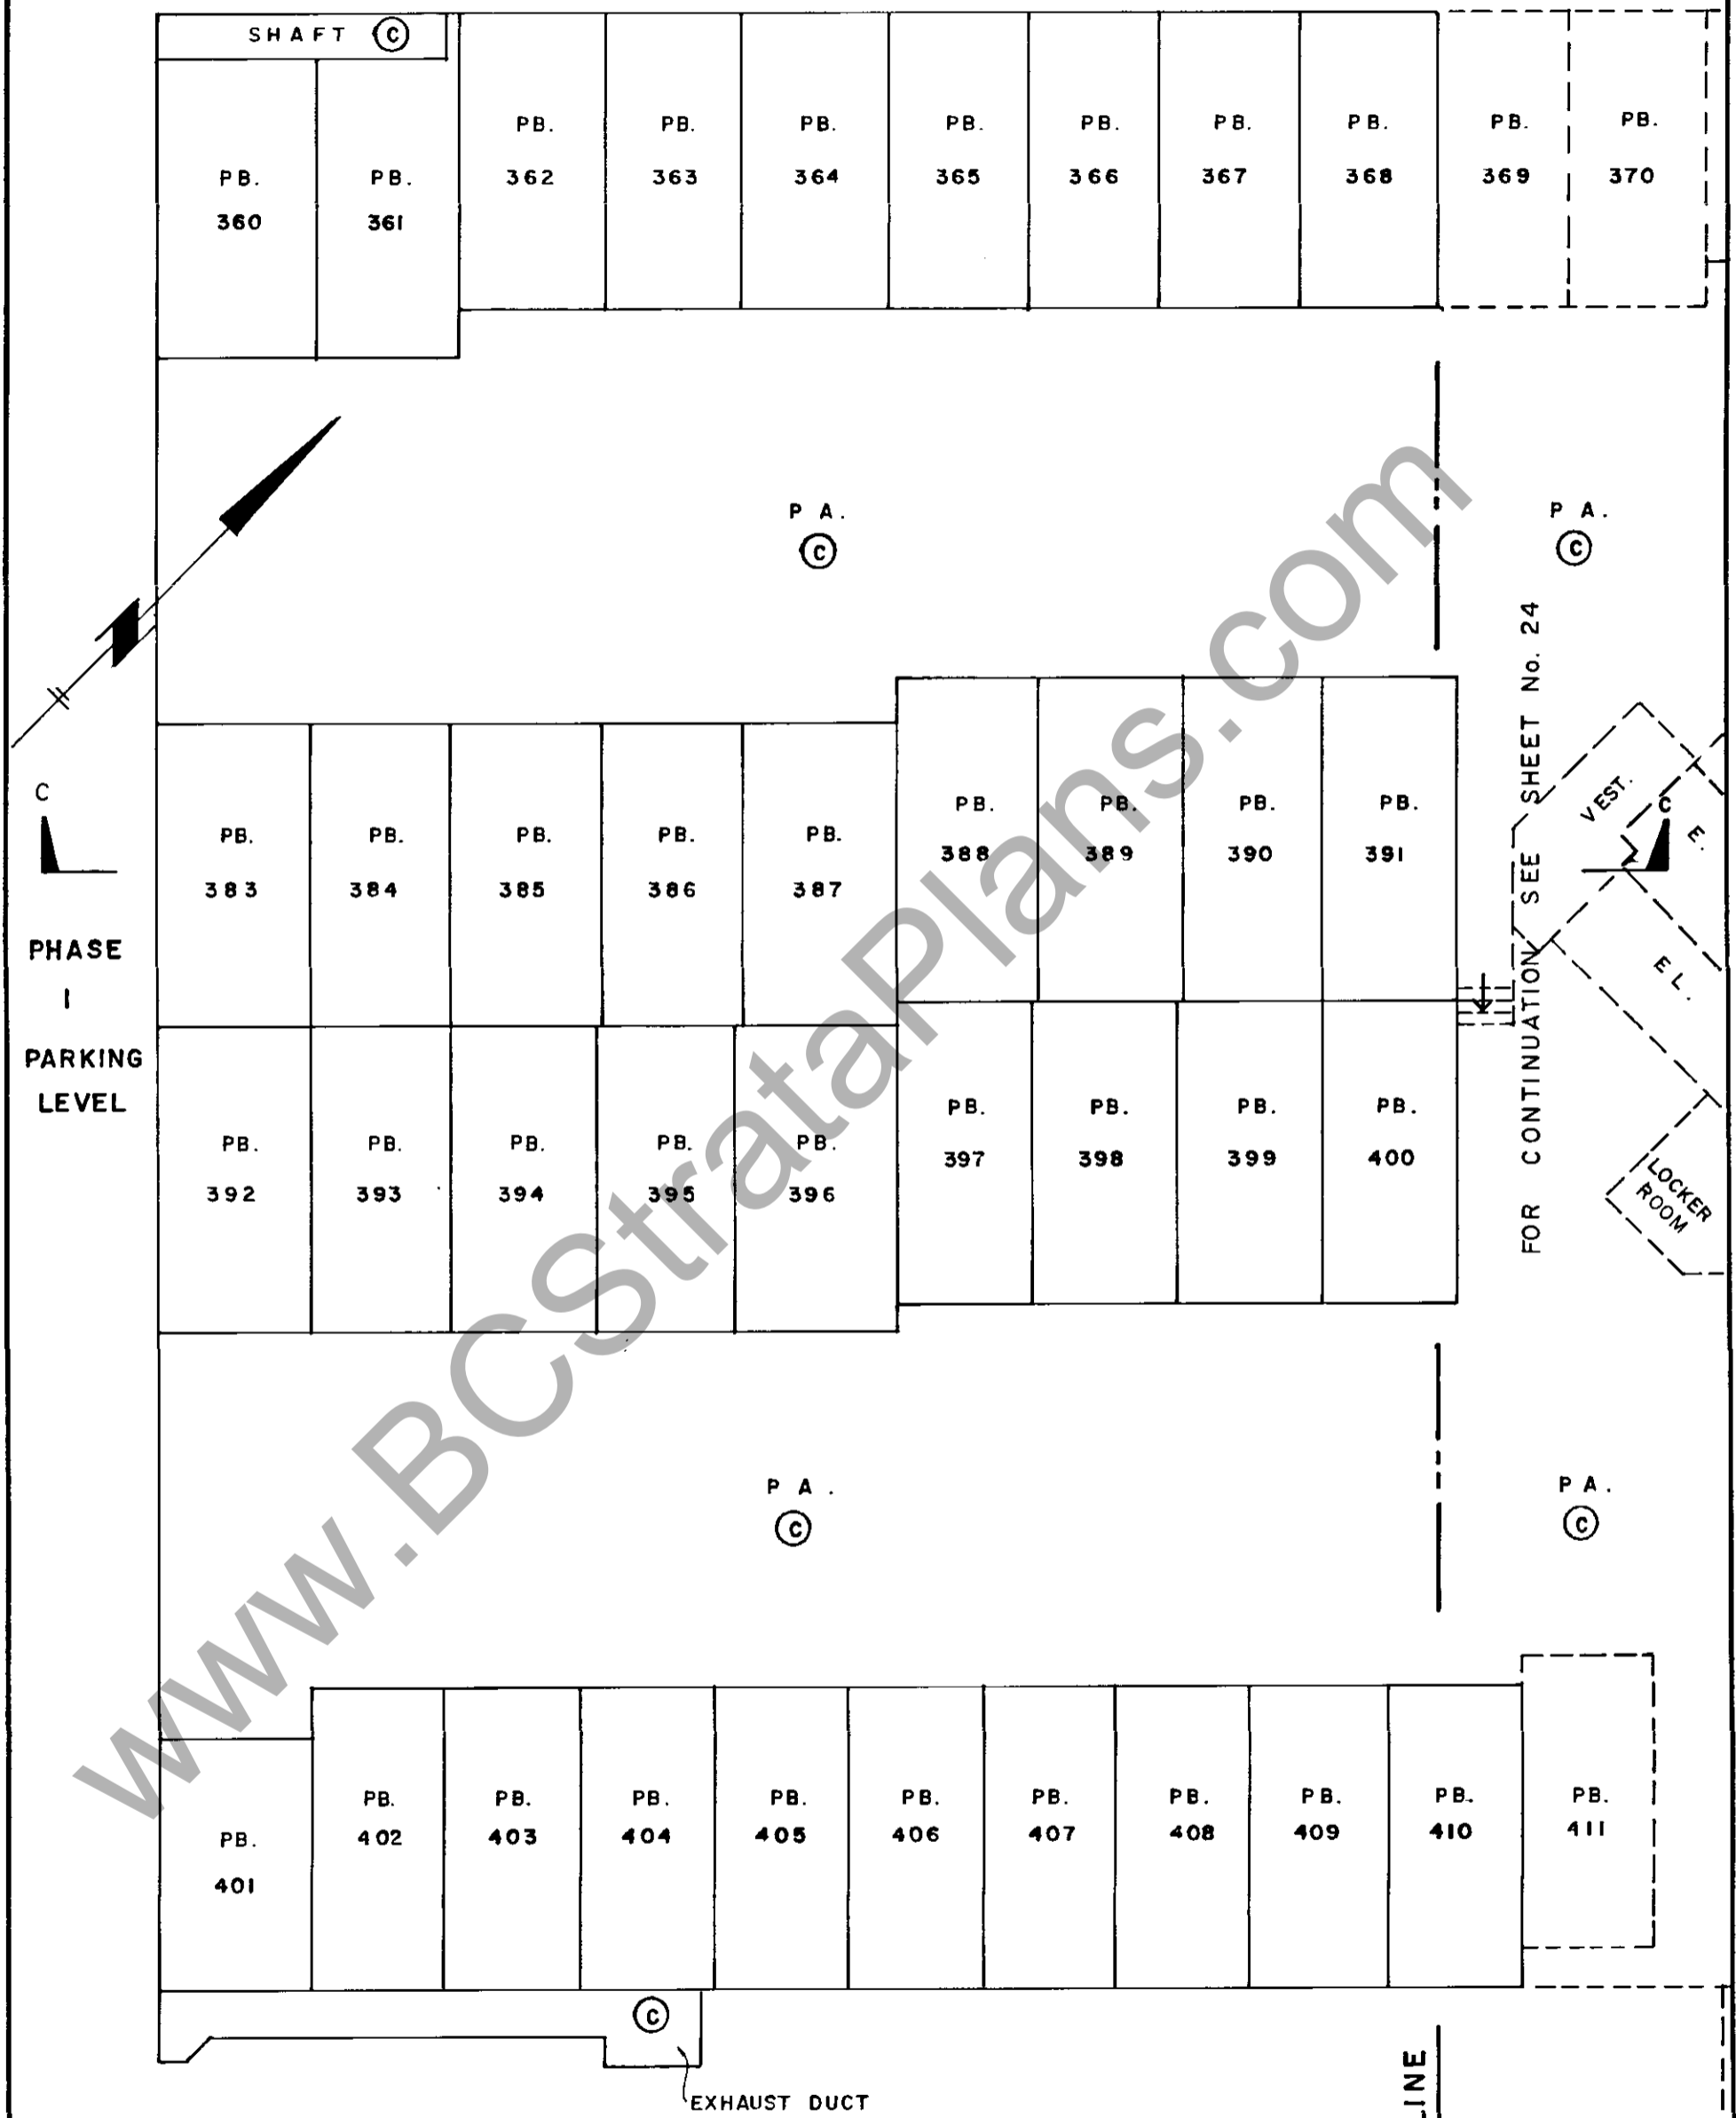 SHAFT C
PB. 360
PB. 361
PB. 362
PB. 363
PB. 364
PB. 365
PB. 366
PB. 367
PB. 368
PB. 369
PB. 370
P A.
C
P A.
C
C
PHASE
I
PARKING
LEVEL
PB. 383
PB. 384
PB. 385
PB. 386
PB. 387
PB. 388
PB. 389
PB. 390
PB. 391
FOR CONTINUATION SEE SHEET No. 24
VEST.
C
E.
EL.
LOCKER
ROOM
PB. 392
PB. 393
PB. 394
PB. 395
PB. 396
PB. 397
PB. 398
PB. 399
PB. 400
P A.
C
P A.
C
PB. 401
PB. 402
PB. 403
PB. 404
PB. 405
PB. 406
PB. 407
PB. 408
PB. 409
PB. 410
PB. 411
C
EXHAUST DUCT
LINE
www.BCStrataPlans.com